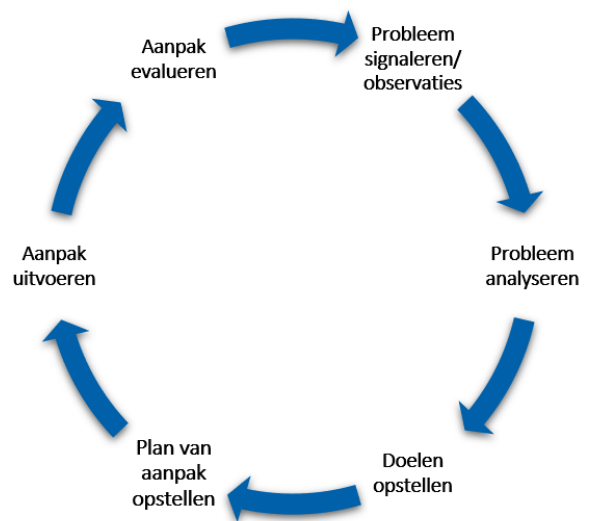 Probleem
signaleren/
observaties
Probleem
analyseren
Doelen
opstellen
Plan van
aanpak
opstellen
Aanpak
uitvoeren
Aanpak
evalueren